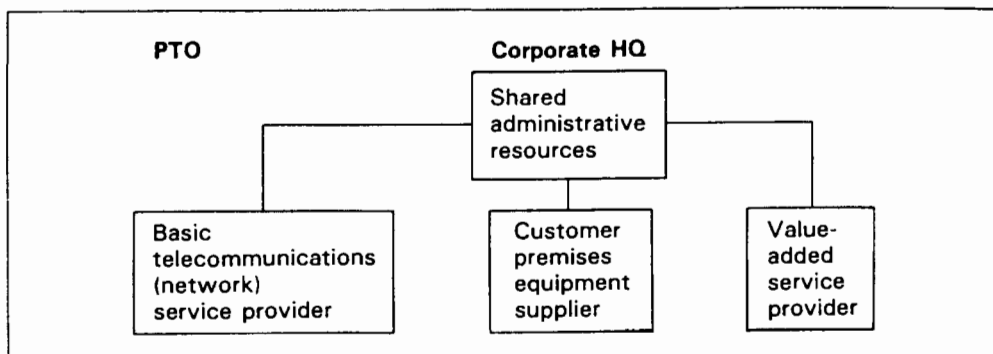 PTO
Corporate HQ
Shared
administrative
resources
Basic
telecommunications
(network)
service provider
Customer
premises
equipment
supplier
Value-
added
service
provider